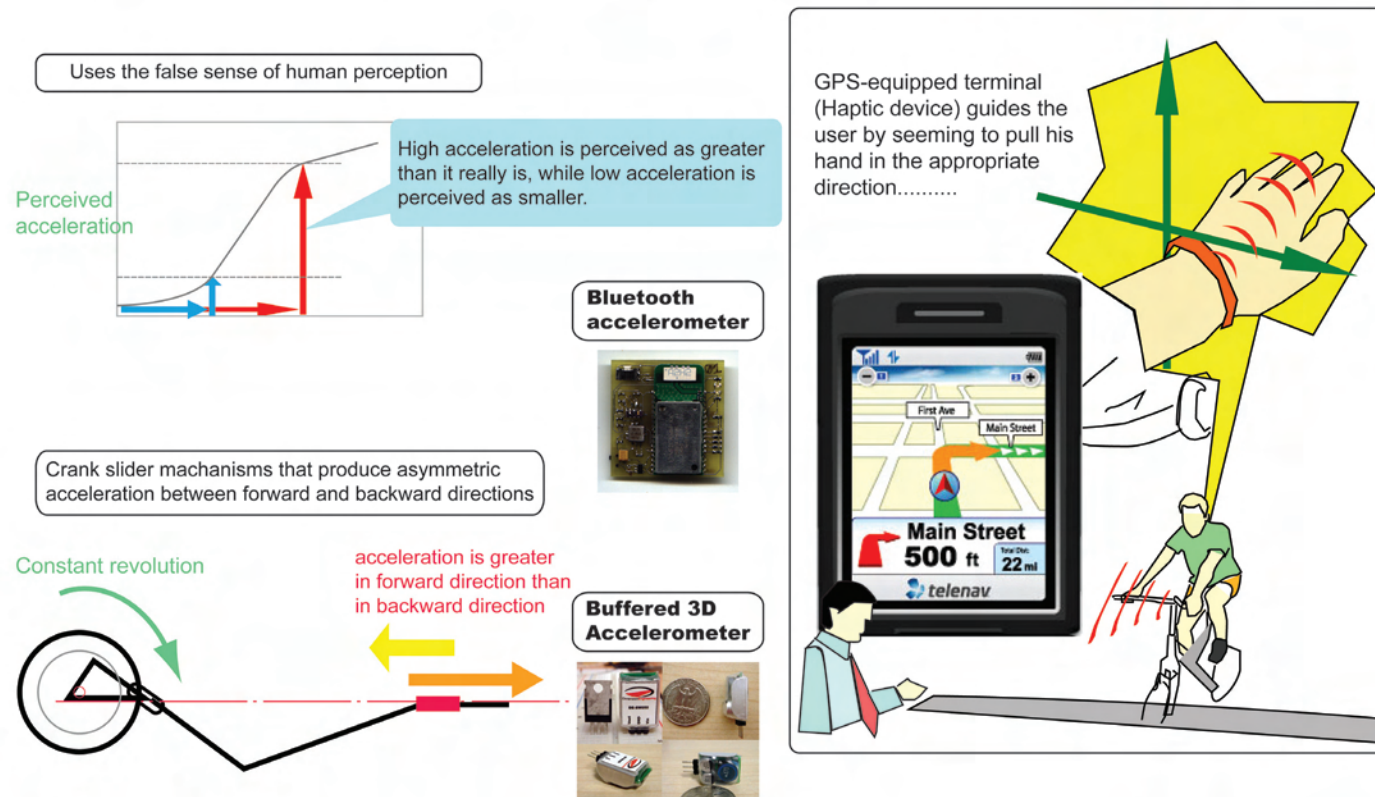 Uses the false sense of human perception
Perceived
acceleration
High acceleration is perceived as greater
than it really is, while low acceleration is
perceived as smaller.
Bluetooth
accelerometer
Crank slider machanisms that produce asymmetric
acceleration between forward and backward directions
Constant revolution
acceleration is greater
in forward direction than
in backward direction
Buffered 3D
Accelerometer
GPS-equipped terminal
(Haptic device) guides the
user by seeming to pull his
hand in the appropriate
direction..........
First Ave
Main Street
Main Street
500 ft
Total Dist:
22 mi
telenav